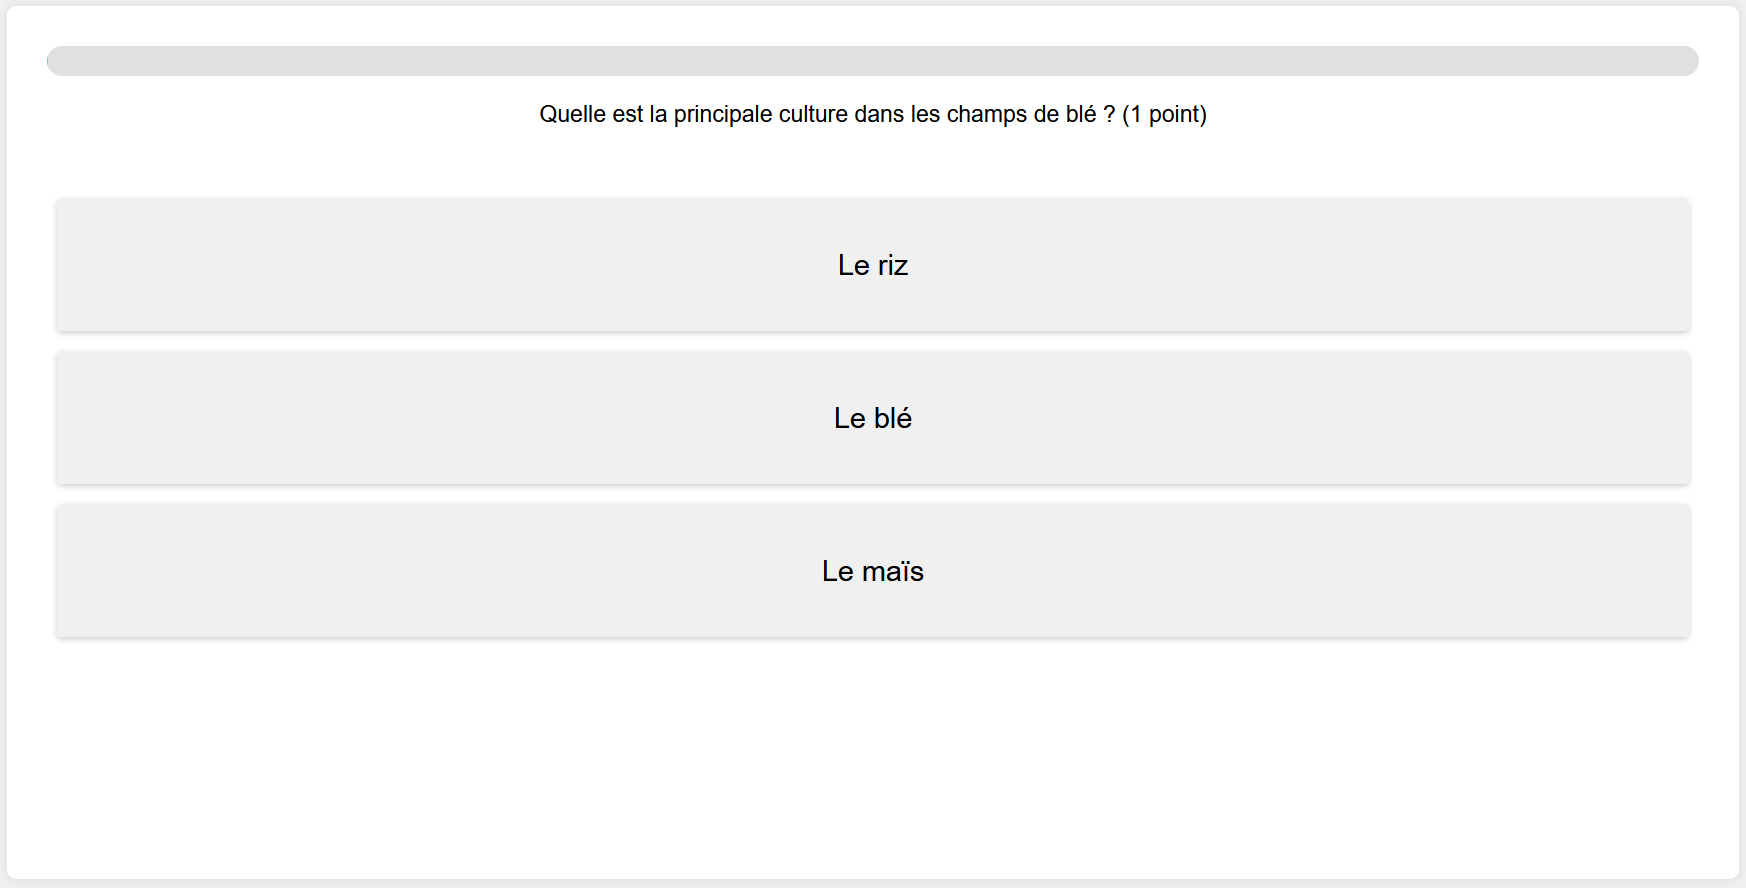 Quelle est la principale culture dans les champs de blé ? (1 point)
Le riz
Le blé
Le maïs